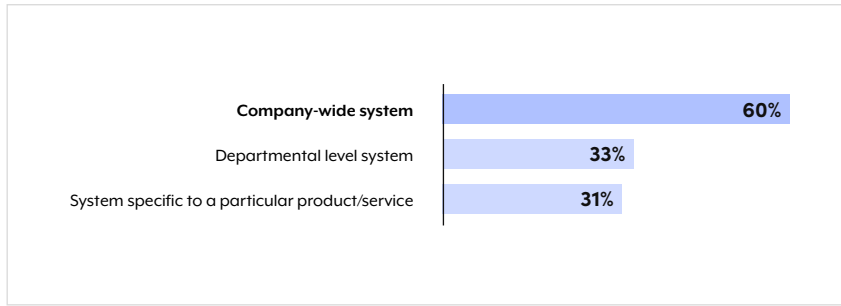 Company-wide system 60%
Departmental level system 33%
System specific to a particular product/service 31%